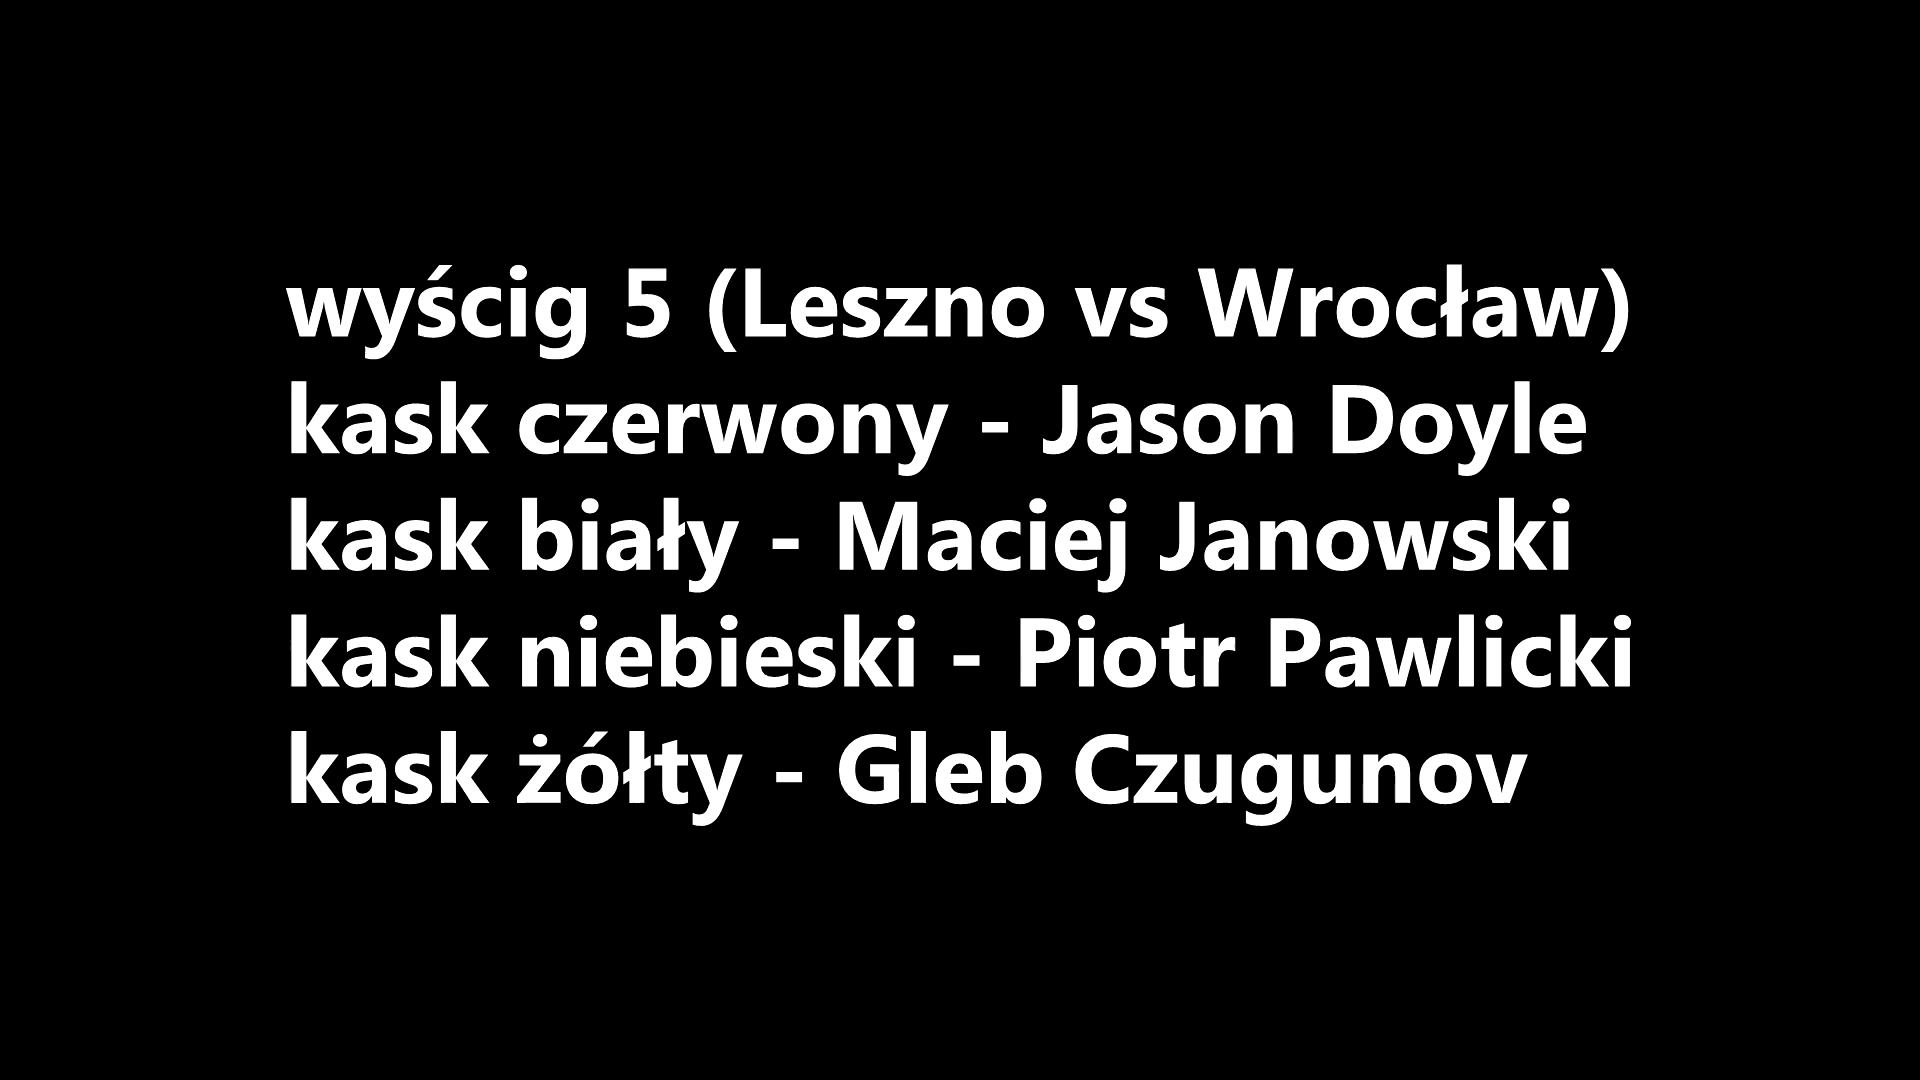 wyścig 5 (Leszno vs Wrocław)
kask czerwony - Jason Doyle
kask biały - Maciej Janowski
kask niebieski - Piotr Pawlicki
kask żółty - Gleb Czugunov